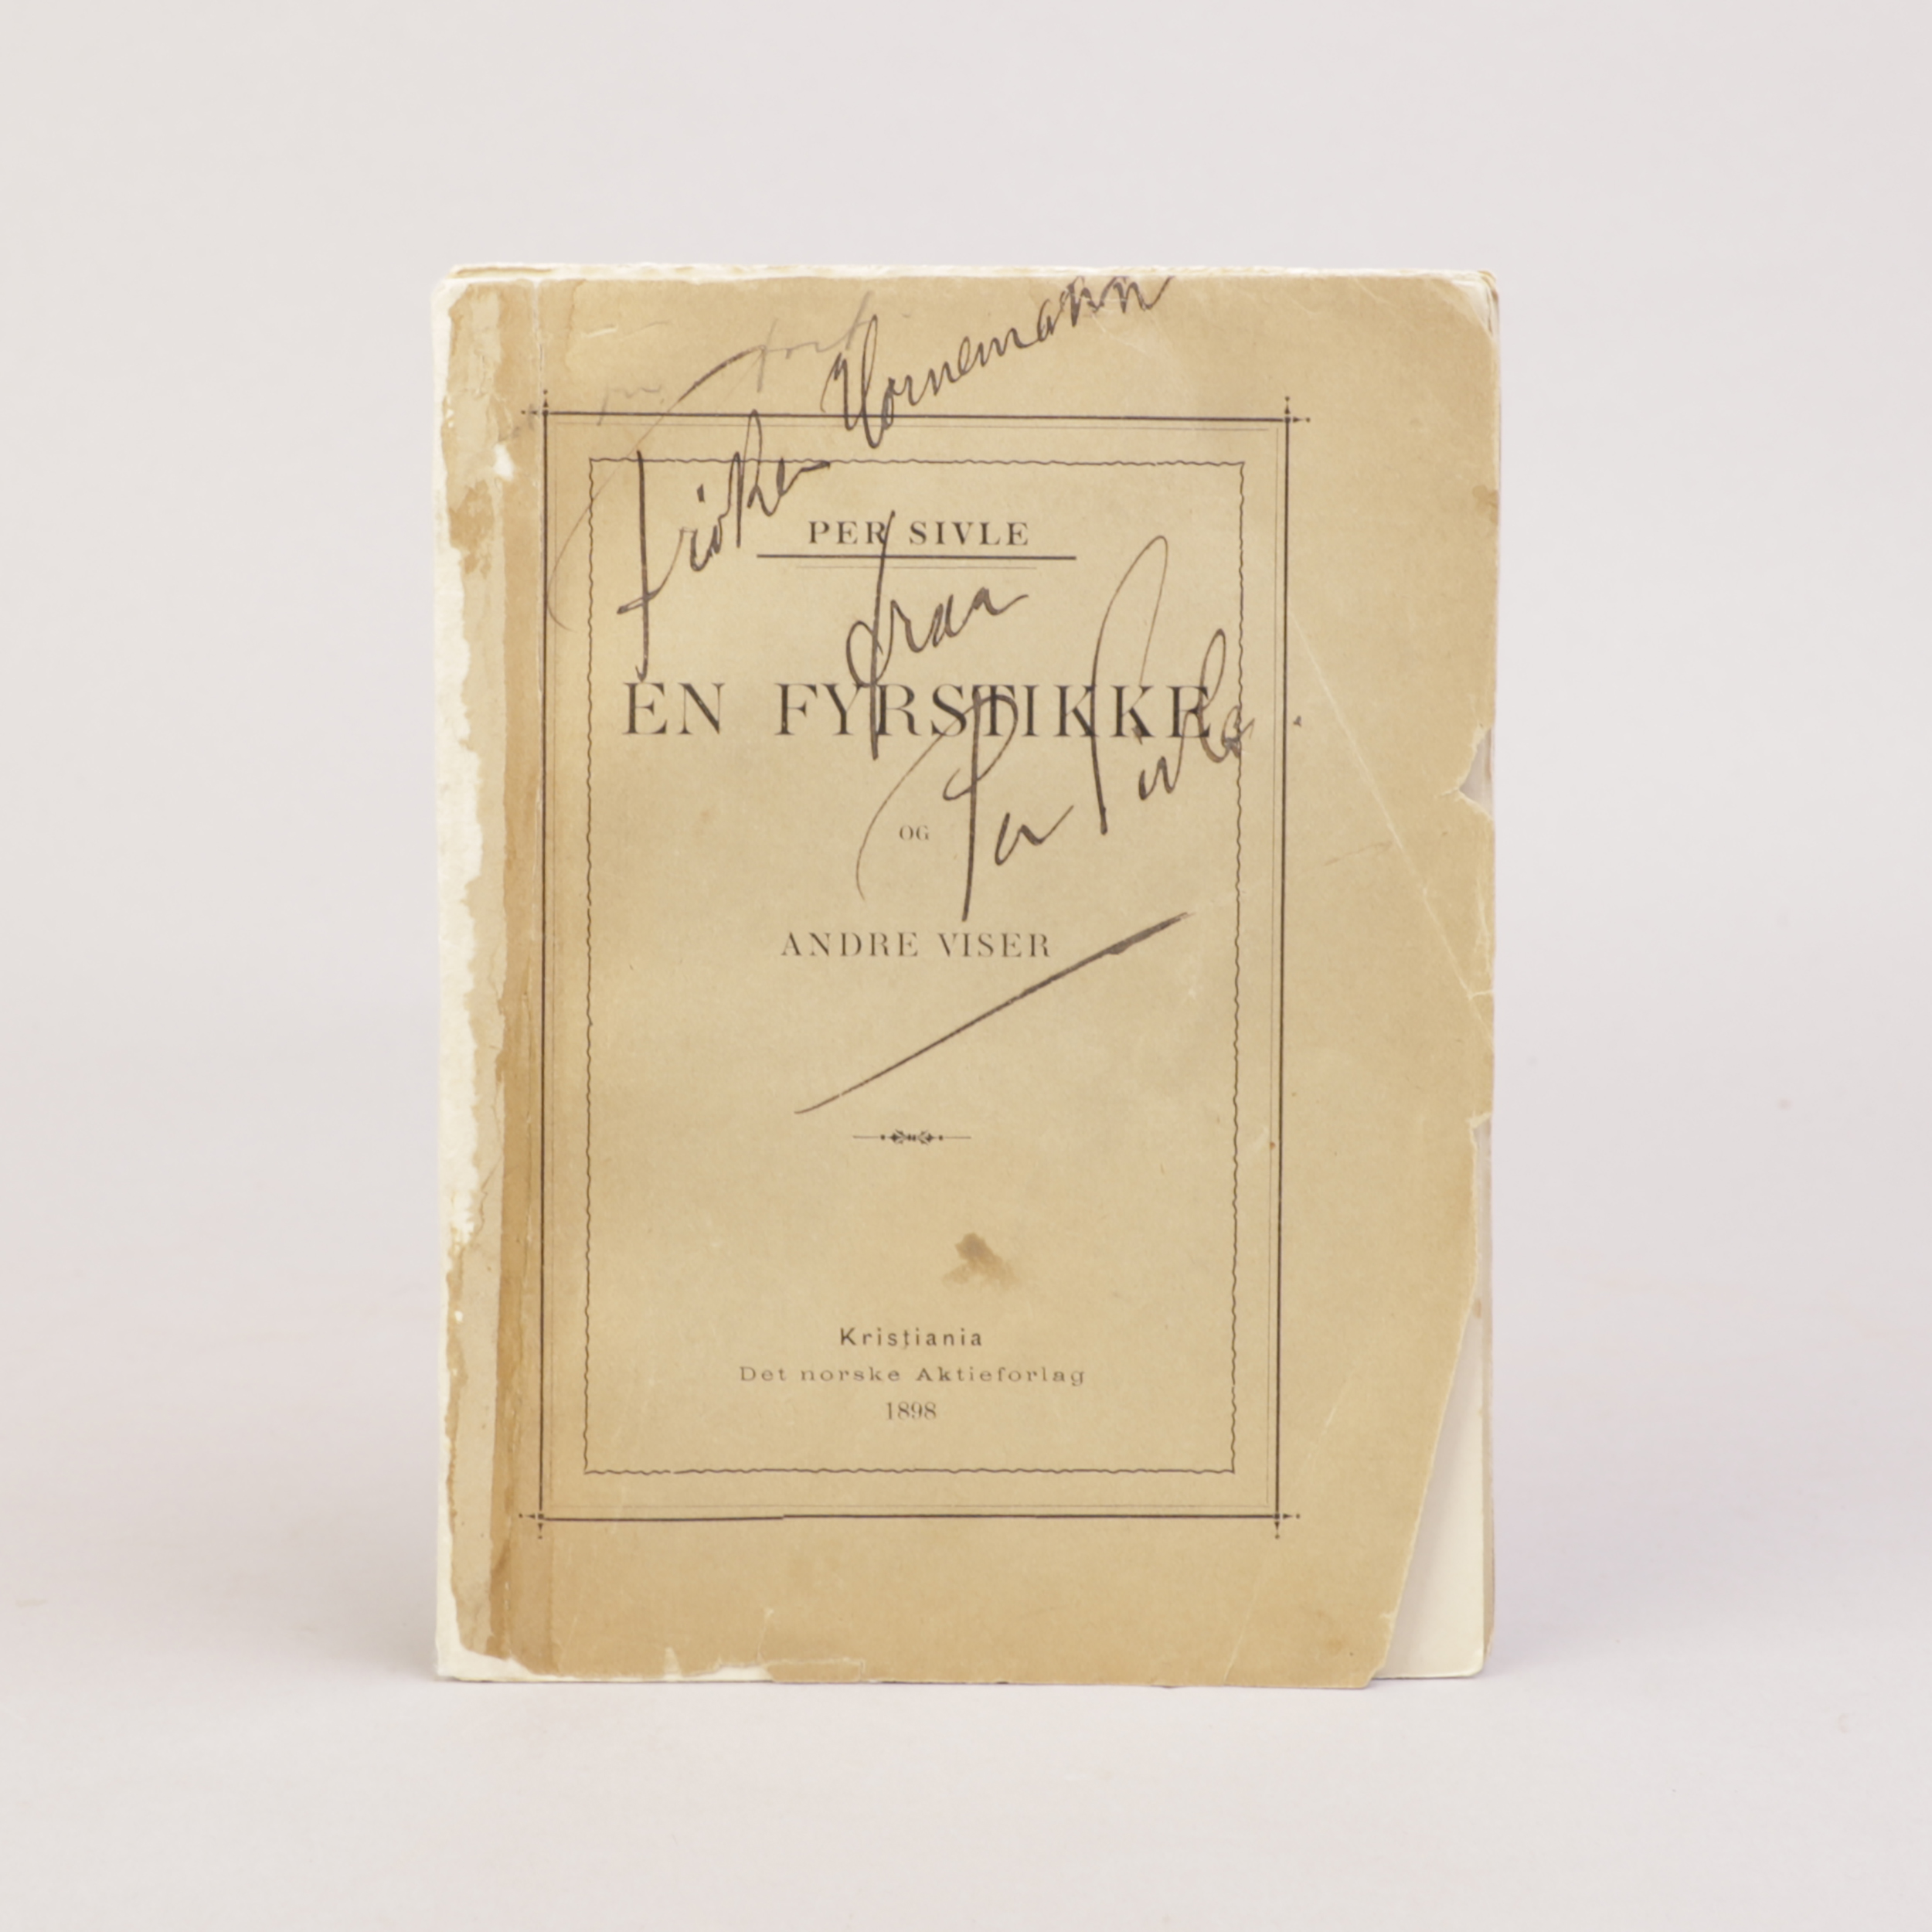 Frøken Hornemann
PER SIVLE
fraa
EN FYRSTIKKE
Per Sivle
OG
ANDRE VISER
Kristiania
Det norske Aktieforlag
1898